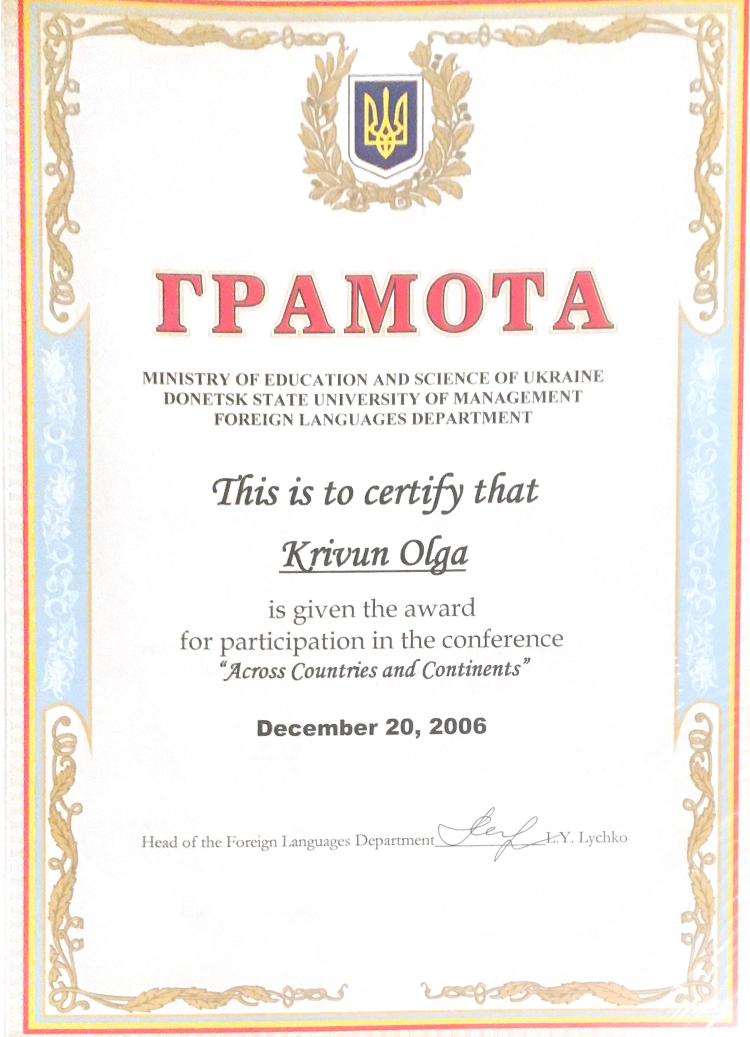 ГРАМОТА
MINISTRY OF EDUCATION AND SCIENCE OF UKRAINE
DONETSK STATE UNIVERSITY OF MANAGEMENT
FOREIGN LANGUAGES DEPARTMENT
This is to certify that
Krivun Olga
is given the award
for participation in the conference
“Across Countries and Continents”
December 20, 2006
Head of the Foreign Languages Department L.Y. Lychko